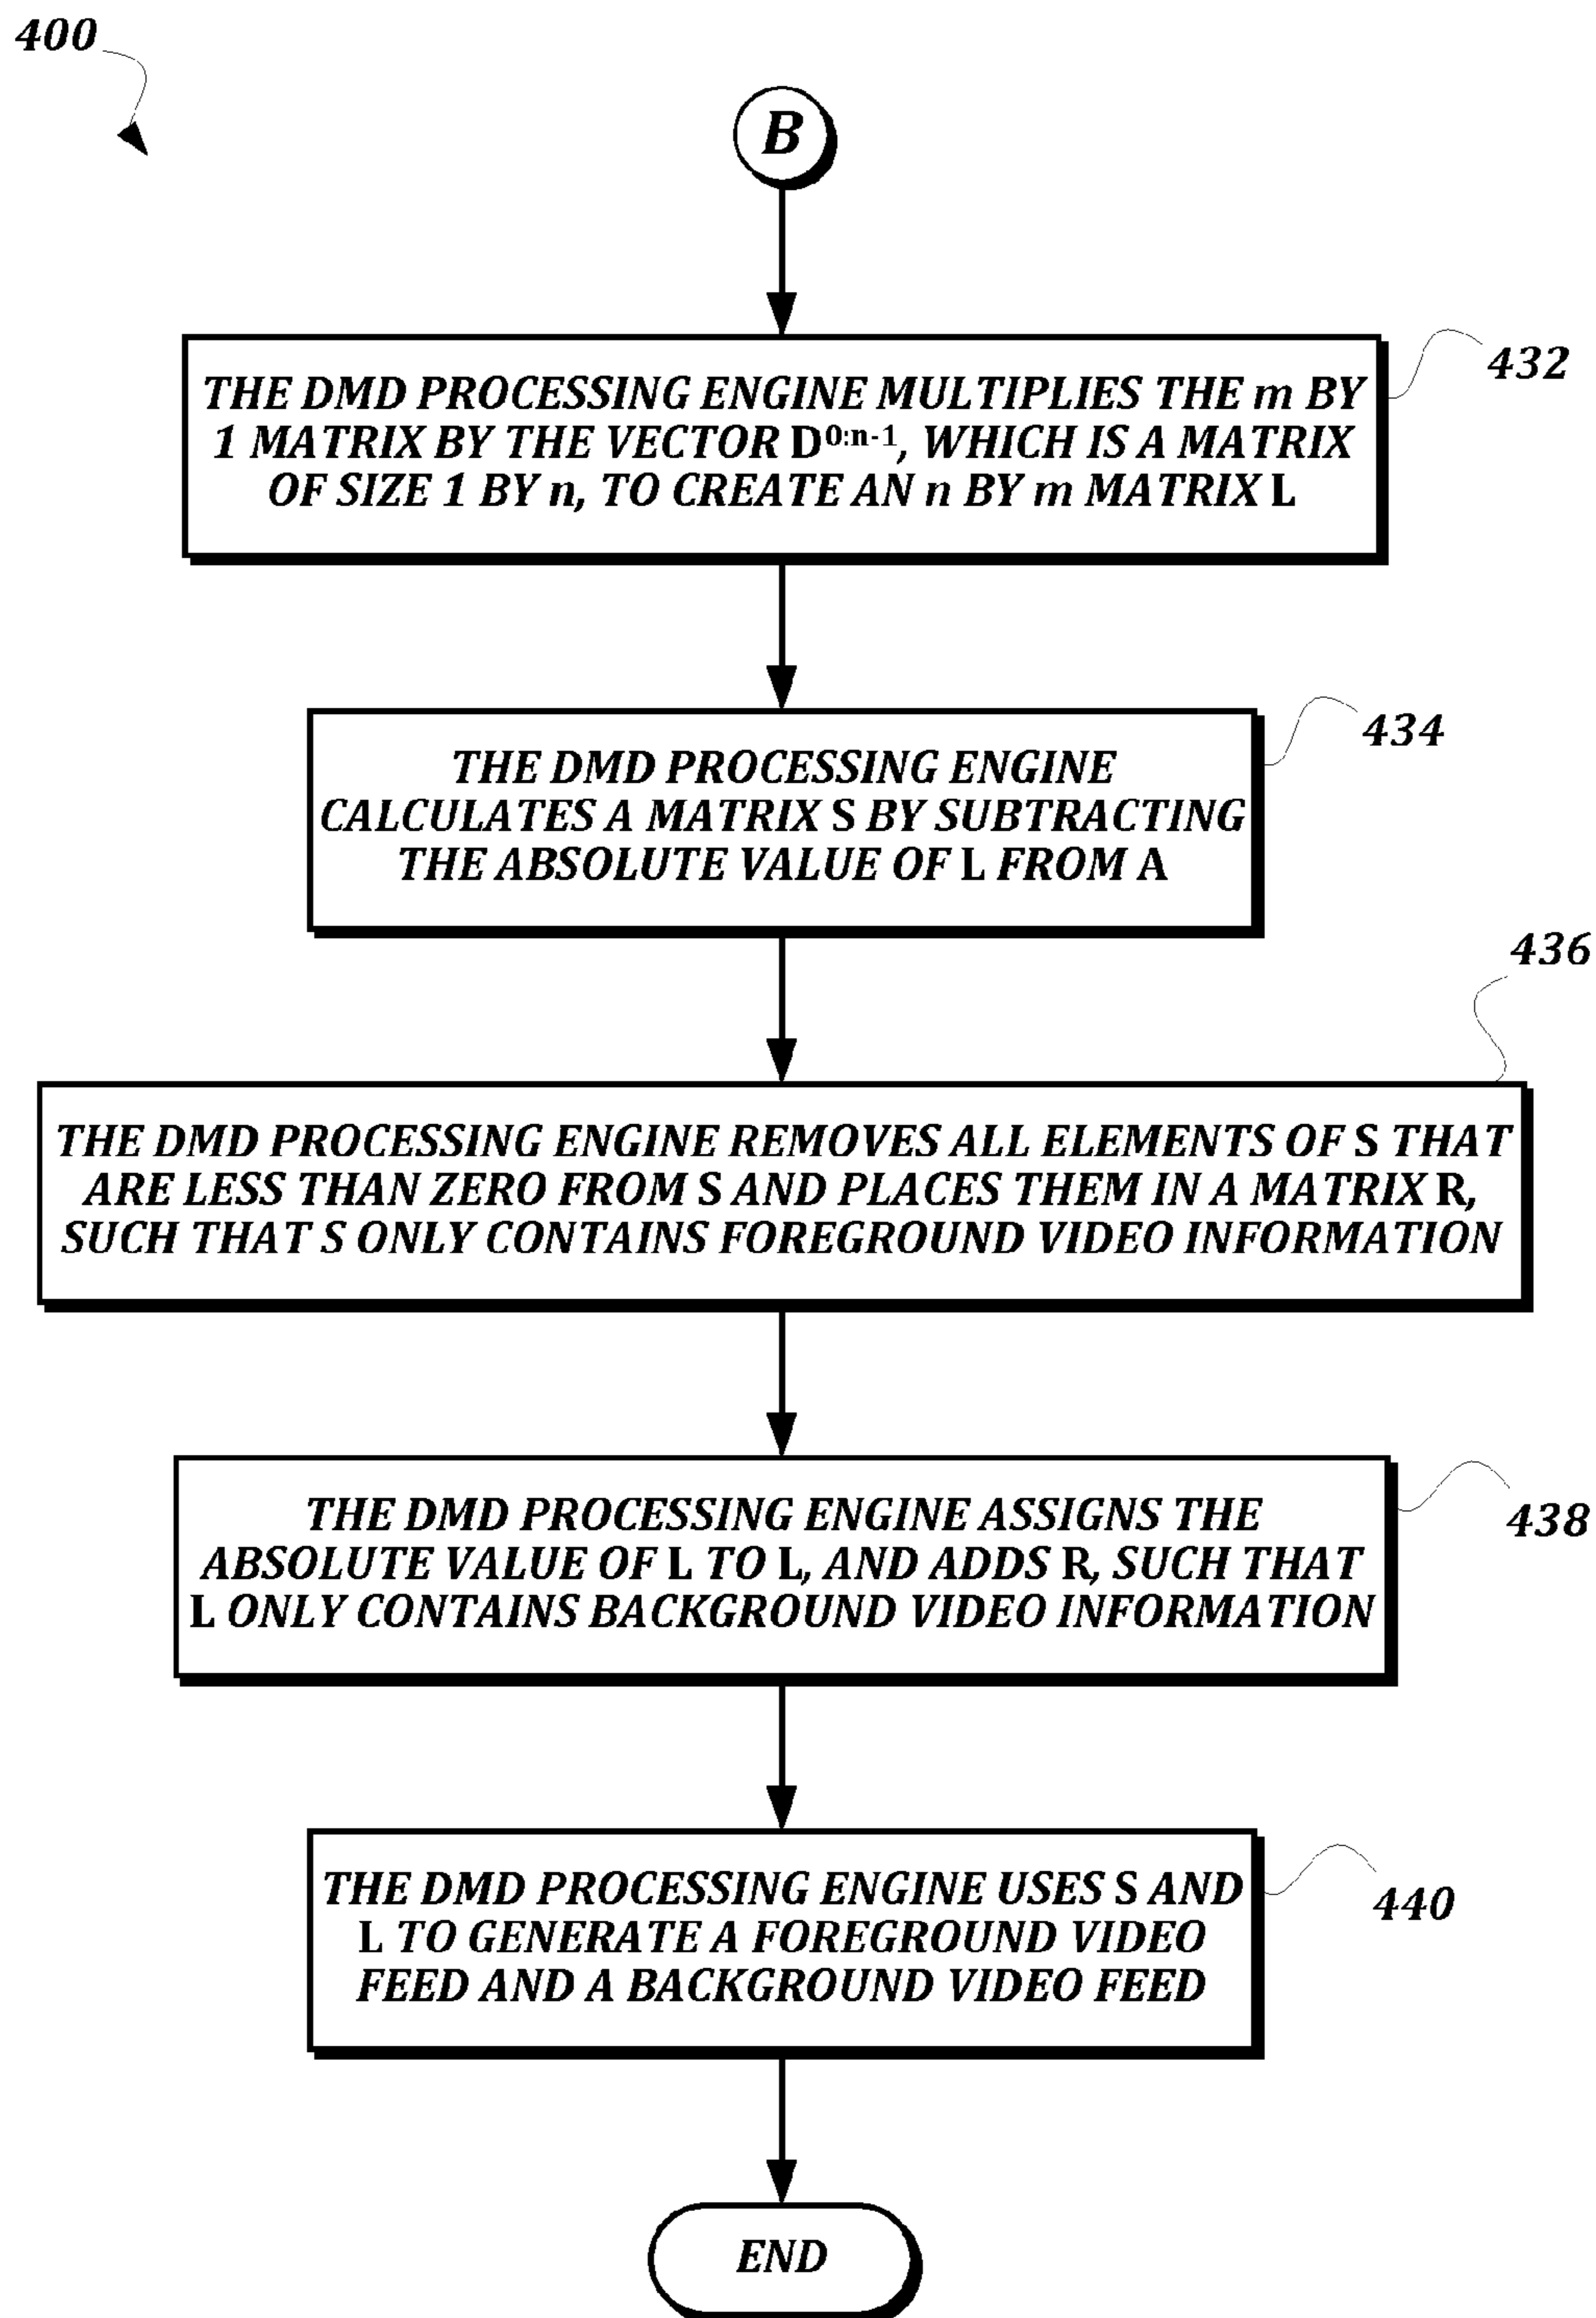 400
B
THE DMD PROCESSING ENGINE MULTIPLIES THE m BY
1 MATRIX BY THE VECTOR D^{0:n-1}, WHICH IS A MATRIX
OF SIZE 1 BY n, TO CREATE AN n BY m MATRIX L
432
THE DMD PROCESSING ENGINE
CALCULATES A MATRIX S BY SUBTRACTING
THE ABSOLUTE VALUE OF L FROM A
434
THE DMD PROCESSING ENGINE REMOVES ALL ELEMENTS OF S THAT
ARE LESS THAN ZERO FROM S AND PLACES THEM IN A MATRIX R,
SUCH THAT S ONLY CONTAINS FOREGROUND VIDEO INFORMATION
436
THE DMD PROCESSING ENGINE ASSIGNS THE
ABSOLUTE VALUE OF L TO L, AND ADDS R, SUCH THAT
L ONLY CONTAINS BACKGROUND VIDEO INFORMATION
438
THE DMD PROCESSING ENGINE USES S AND
L TO GENERATE A FOREGROUND VIDEO
FEED AND A BACKGROUND VIDEO FEED
440
END